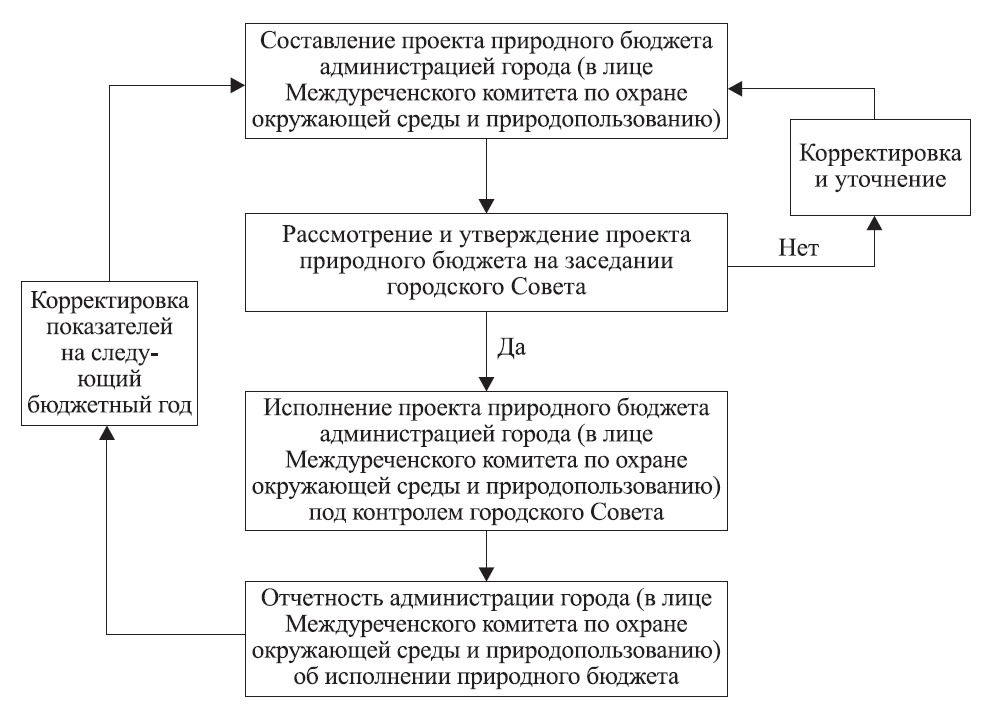 Составление проекта природного бюджета
администрацией города (в лице
Междуреченского комитета по охране
окружающей среды и природопользованию)
Корректировка
и уточнение
Рассмотрение и утверждение проекта
природного бюджета на заседании
городского Совета
Нет
Корректировка
показателей
на следу-
ющий
бюджетный год
Да
Исполнение проекта природного бюджета
администрацией города (в лице
Междуреченского комитета по охране
окружающей среды и природопользованию)
под контролем городского Совета
Отчетность администрации города (в лице
Междуреченского комитета по охране
окружающей среды и природопользованию)
об исполнении природного бюджета